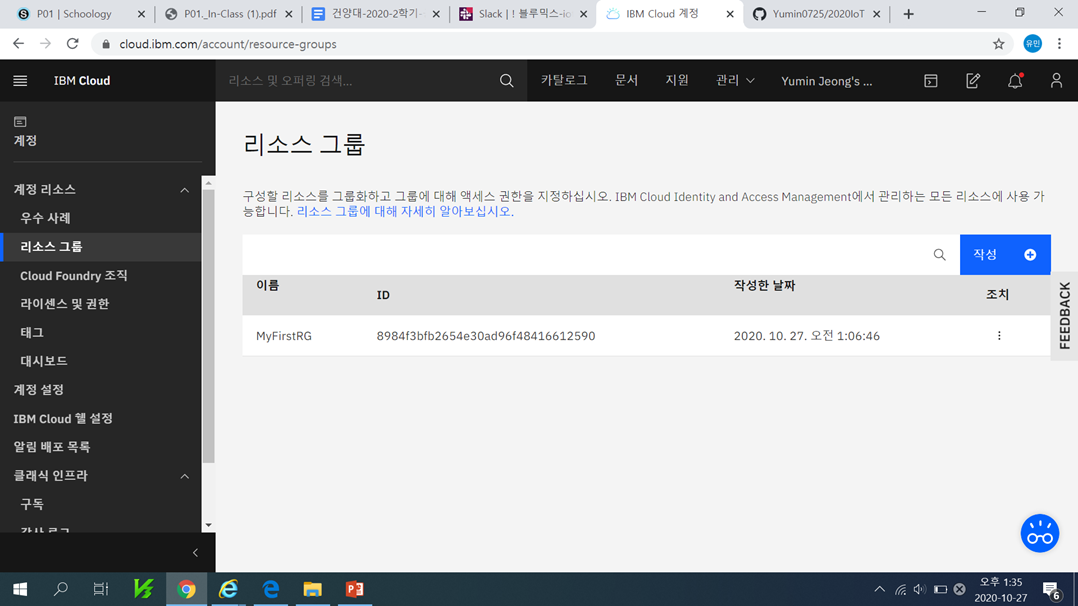 P01 | Schoology
P01._In-Class (1).pdf
건양대-2020-2학기-
Slack | ! 블루믹스-io
IBM Cloud 계정
Yumin0725/2020IoT
cloud.ibm.com/account/resource-groups
유민
IBM Cloud
리소스 및 오퍼링 검색...
카탈로그
문서
지원
관리
Yumin Jeong's ...
계정
계정 리소스
우수 사례
리소스 그룹
Cloud Foundry 조직
라이센스 및 권한
태그
대시보드
계정 설정
IBM Cloud 쉘 설정
알림 배포 목록
클래식 인프라
구독
감사 로그
리소스 그룹
구성할 리소스를 그룹화하고 그룹에 대해 액세스 권한을 지정하십시오. IBM Cloud Identity and Access Management에서 관리하는 모든 리소스에 사용 가
능합니다. 리소스 그룹에 대해 자세히 알아보십시오.
작성
이름
ID
작성한 날짜
조치
MyFirstRG
8984f3bfb2654e30ad96f48416612590
2020. 10. 27. 오전 1:06:46
FEEDBACK
오후 1:35
2020-10-27
6